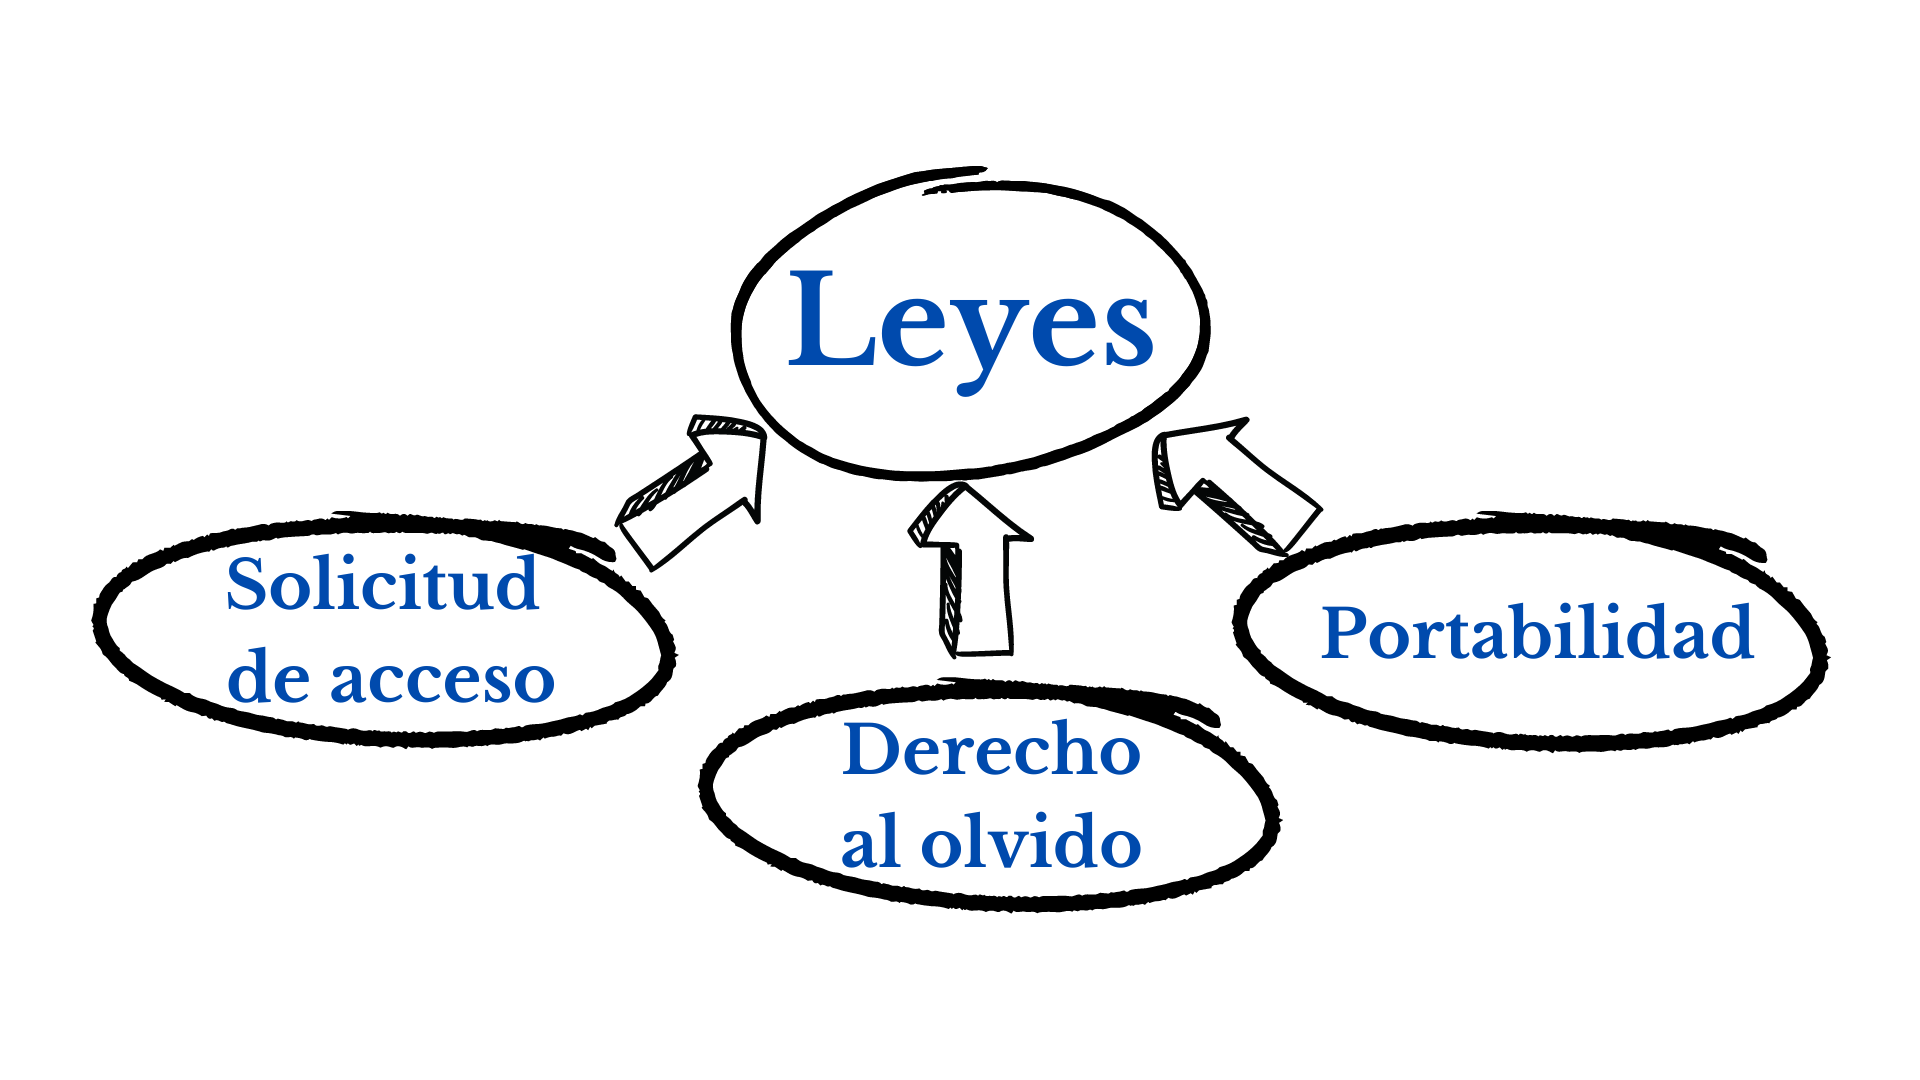 Leyes
Solicitud
de acceso
Derecho
al olvido
Portabilidad